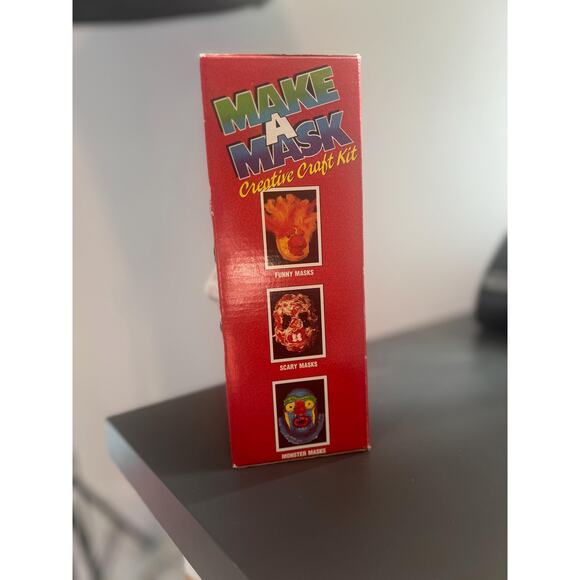 MAKE
A
MASK
Creative Craft Kit
FUNNY MASKS
SCARY MASKS
MONSTER MASKS